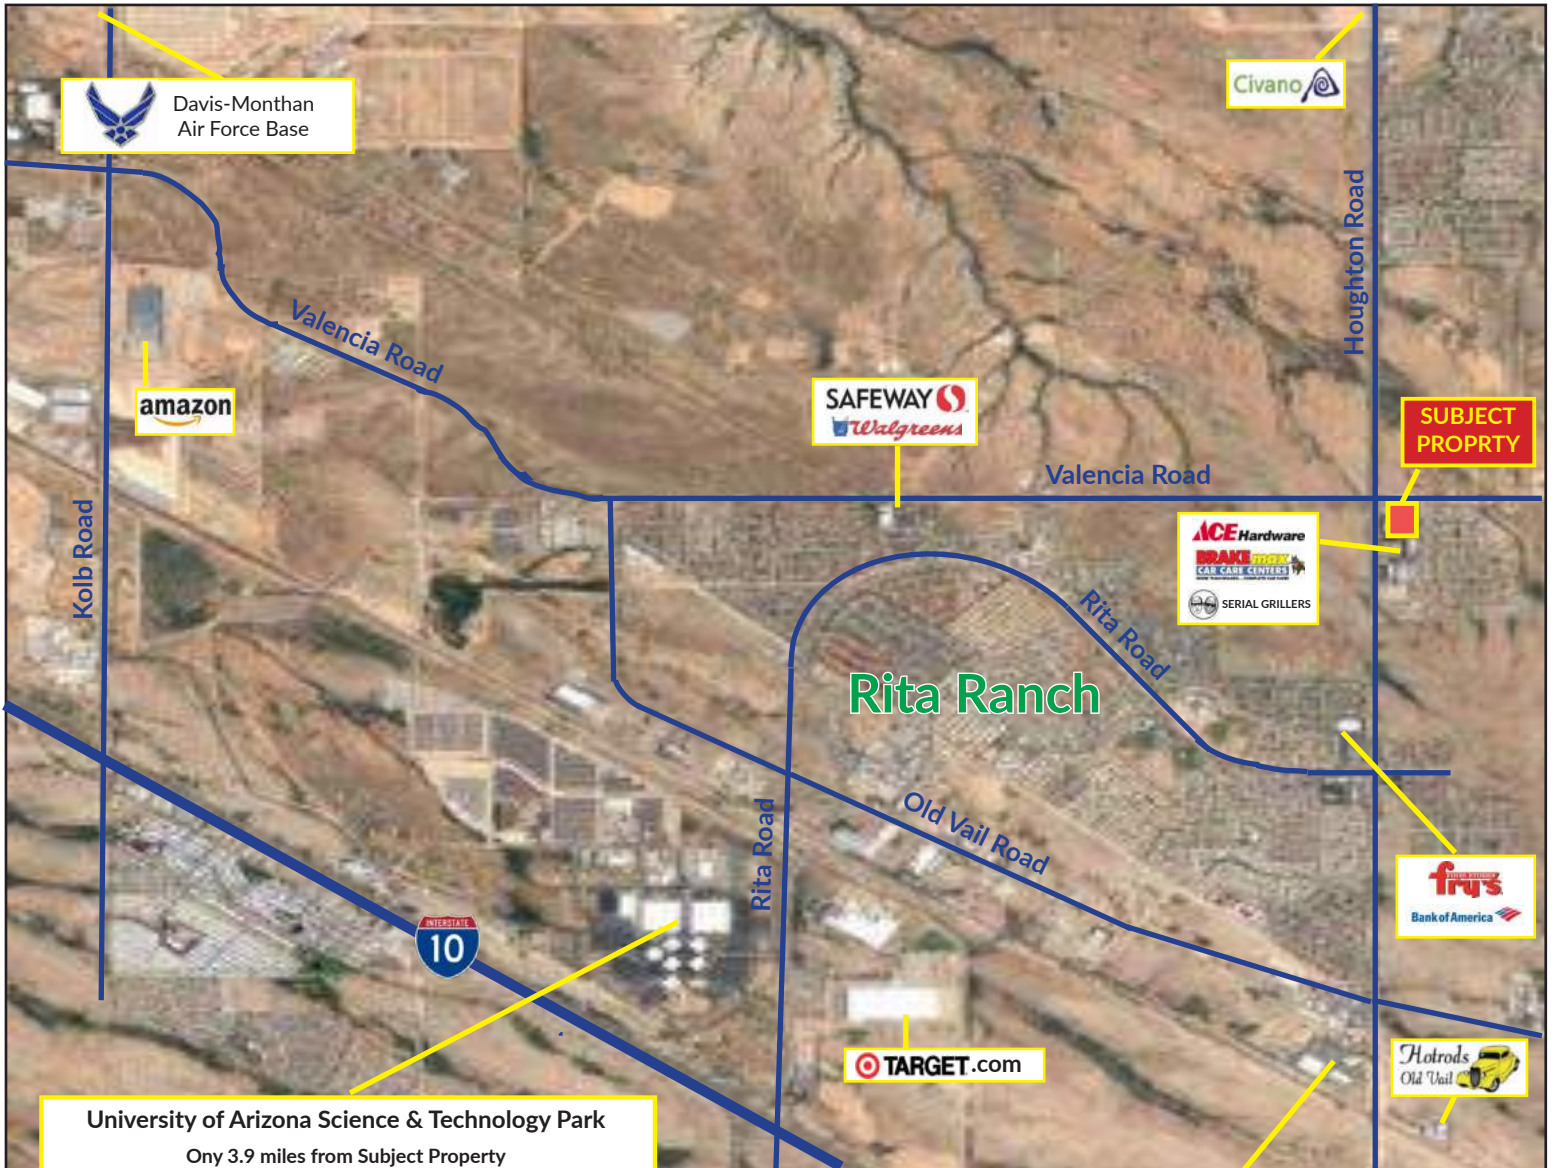 Davis-Monthan
Air Force Base
Civano
Houghton Road
Valencia Road
amazon
SAFEWAY
Walgreens
SUBJECT
PROPRTY
Valencia Road
Kolb Road
ACE Hardware
BRAKEmax
CAR CARE CENTERS
SERIAL GRILLERS
Rita Road
Rita Ranch
Rita Road
Old Vail Road
fry's
Bank of America
INTERSTATE
10
TARGET.com
Hotrods
Old Vail
University of Arizona Science & Technology Park
Ony 3.9 miles from Subject Property